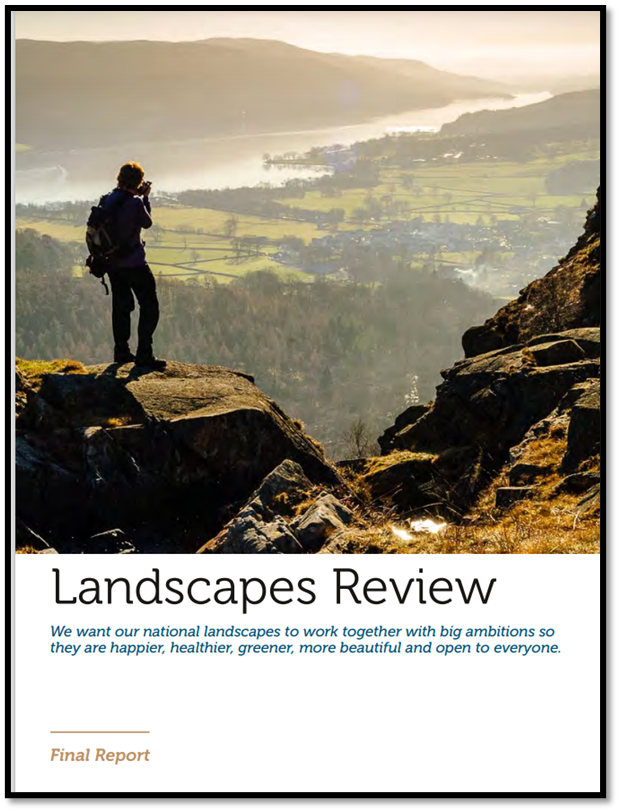 Landscapes Review
We want our national landscapes to work together with big ambitions so
they are happier, healthier, greener, more beautiful and open to everyone.
Final Report